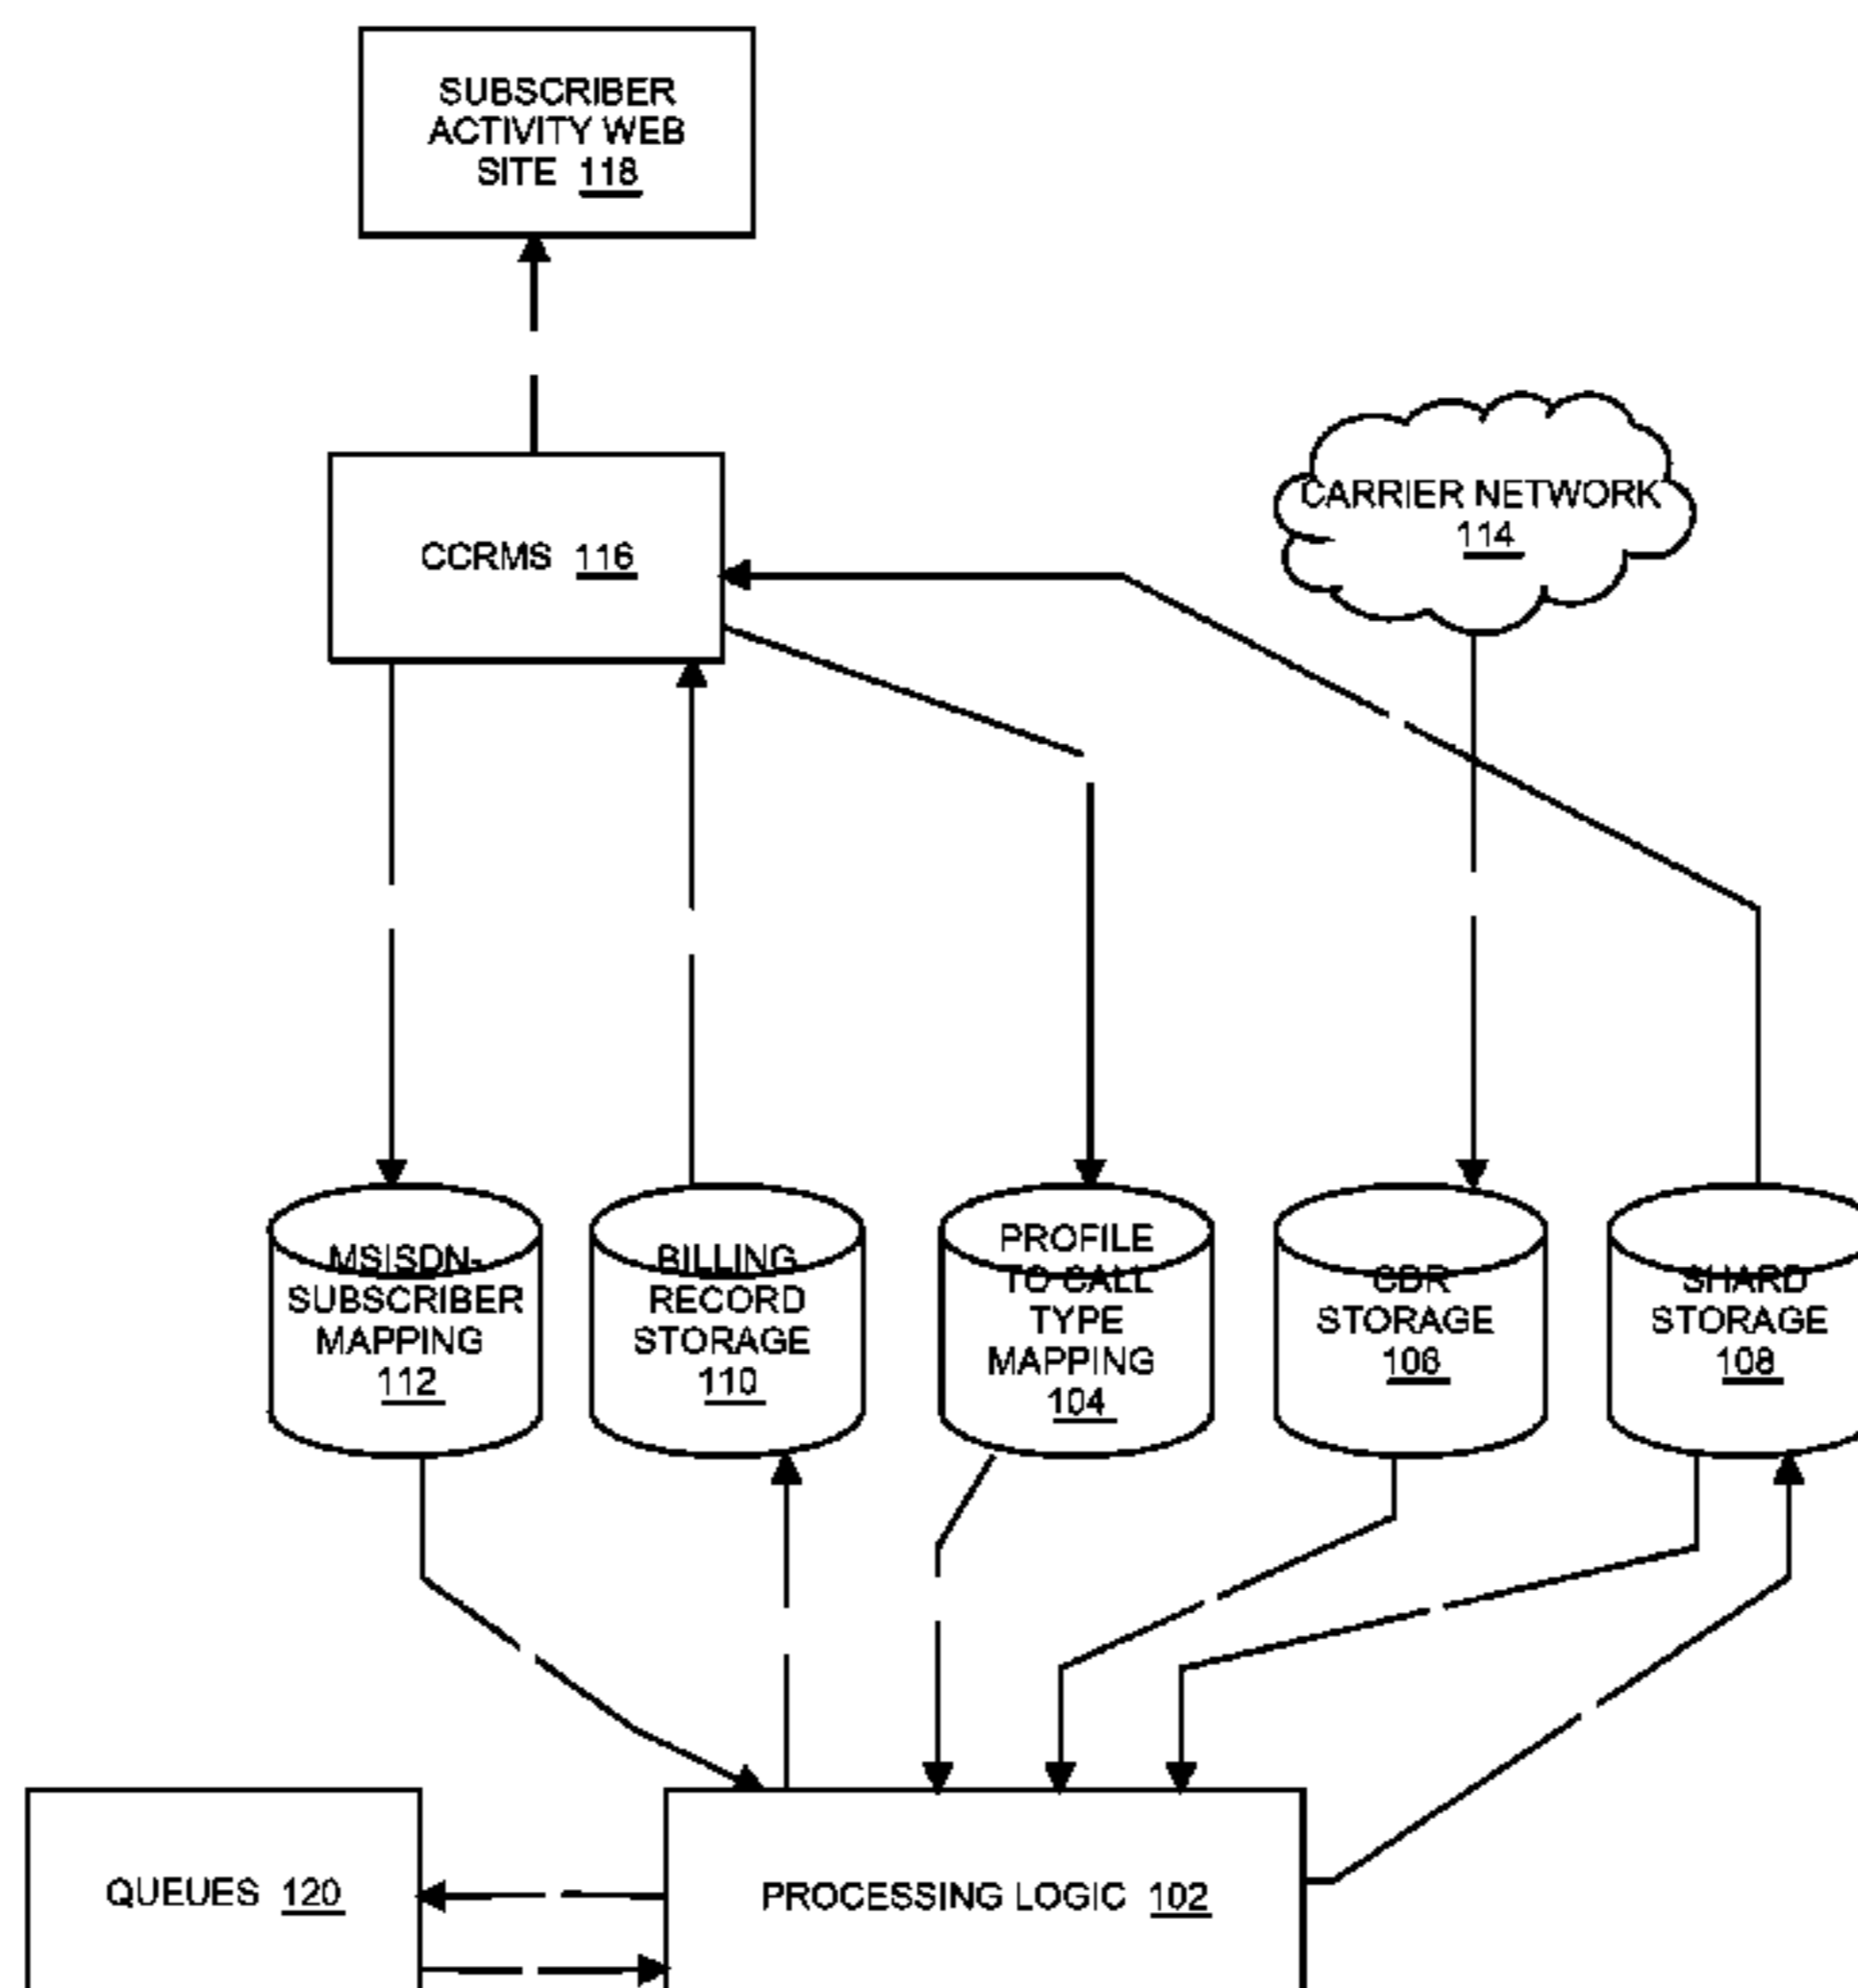 SUBSCRIBER
ACTIVITY WEB
SITE 118
CCRMS 116
CARRIER NETWORK
114
MSISDN-
SUBSCRIBER
MAPPING
112
BILLING
RECORD
STORAGE
110
PROFILE
TO CALL
TYPE
MAPPING
104
CDR
STORAGE
106
SHARD
STORAGE
108
QUEUES 120
PROCESSING LOGIC 102